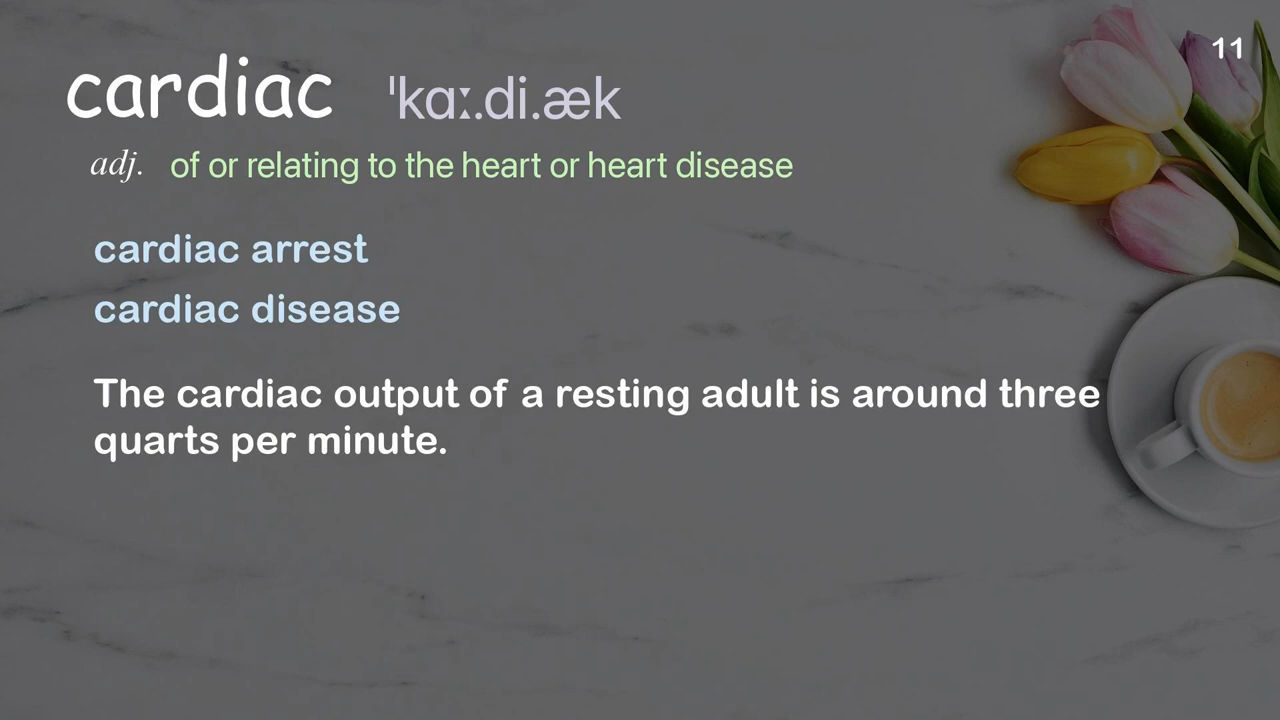 11
cardiac ˈkɑː.di.æk
adj. of or relating to the heart or heart disease
cardiac arrest
cardiac disease
The cardiac output of a resting adult is around three
quarts per minute.